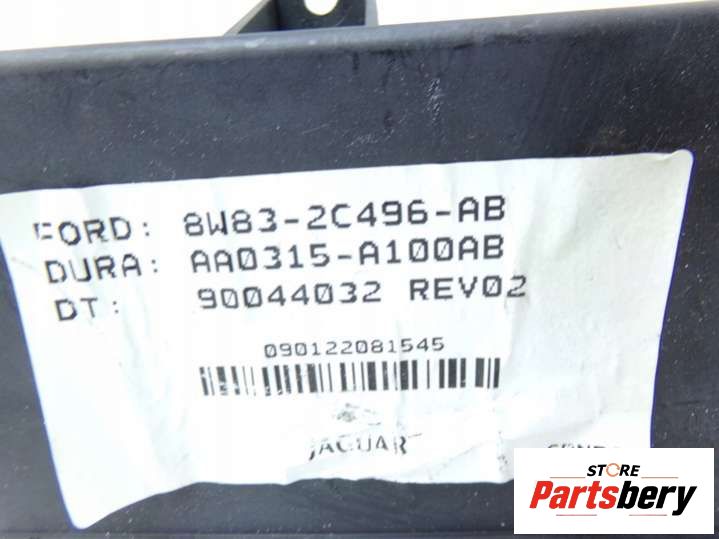 FORD: 8W83-2C496-AB
DURA: AA0315-A100AB
DT: 90044032 REV02
090122081545
JAGUAR
STORE
Partsbery